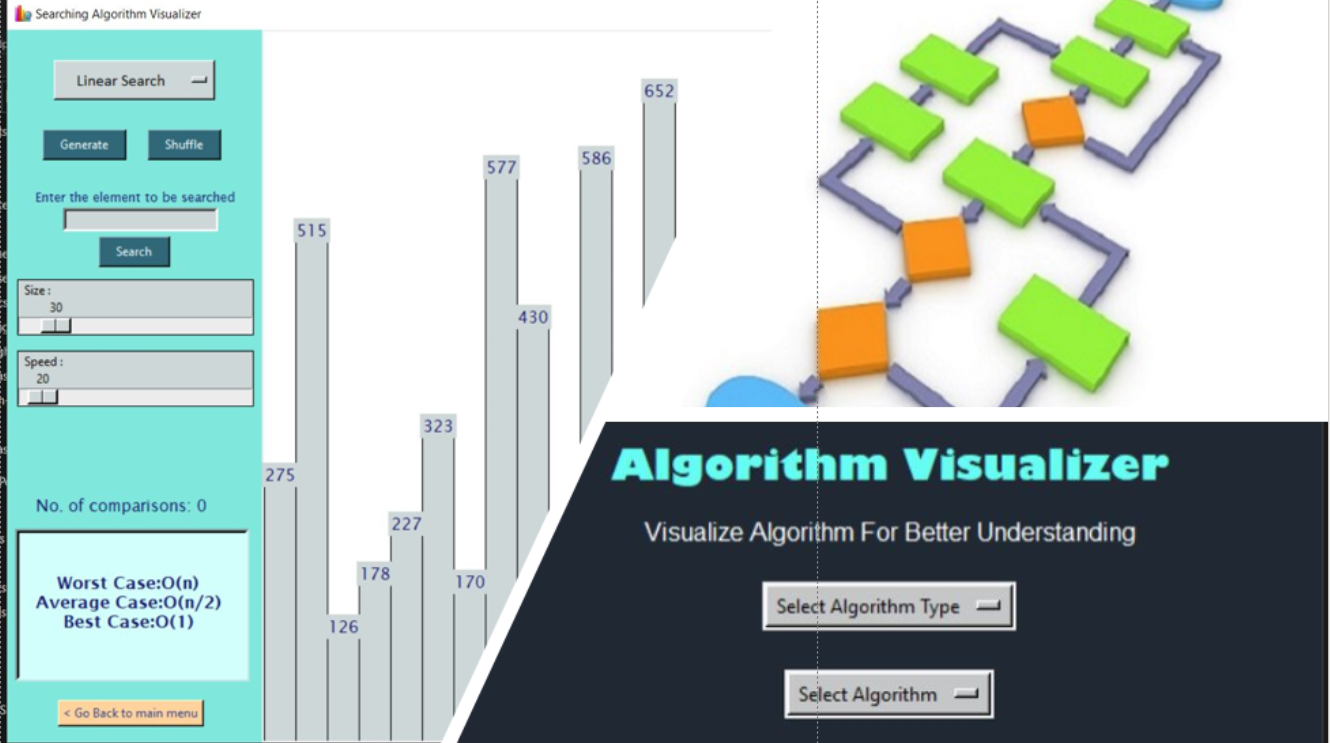 Searching Algorithm Visualizer
Linear Search
Generate
Shuffle
Enter the element to be searched
Search
Size :
30
Speed :
20
No. of comparisons: 0
Worst Case:O(n)
Average Case:O(n/2)
Best Case:O(1)
< Go Back to main menu
275
515
126
178
227
323
170
577
430
586
652
Algorithm Visualizer
Visualize Algorithm For Better Understanding
Select Algorithm Type
Select Algorithm